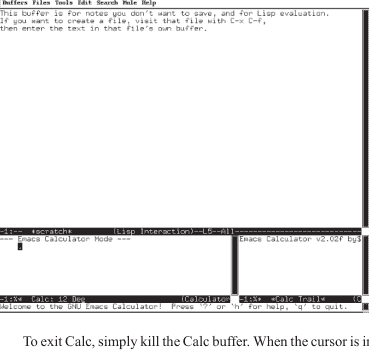 Buffers Files Tools Edit Search Mule Help
This buffer is for notes you don't want to save, and for Lisp evaluation.
If you want to create a file, visit that file with C-x C-f,
then enter the text in that file's own buffer.
-1:-- *scratch* (Lisp Interaction)--L5--All
--- Emacs Calculator Mode ---
.
Emacs Calculator v2.02f by$
-1:%* Calc: 12 Deg (Calculator
-1:%* *Calc Trail* (C
Welcome to the GNU Emacs Calculator! Press '?' or 'h' for help, 'q' to quit.
To exit Calc, simply kill the Calc buffer. When the cursor is in